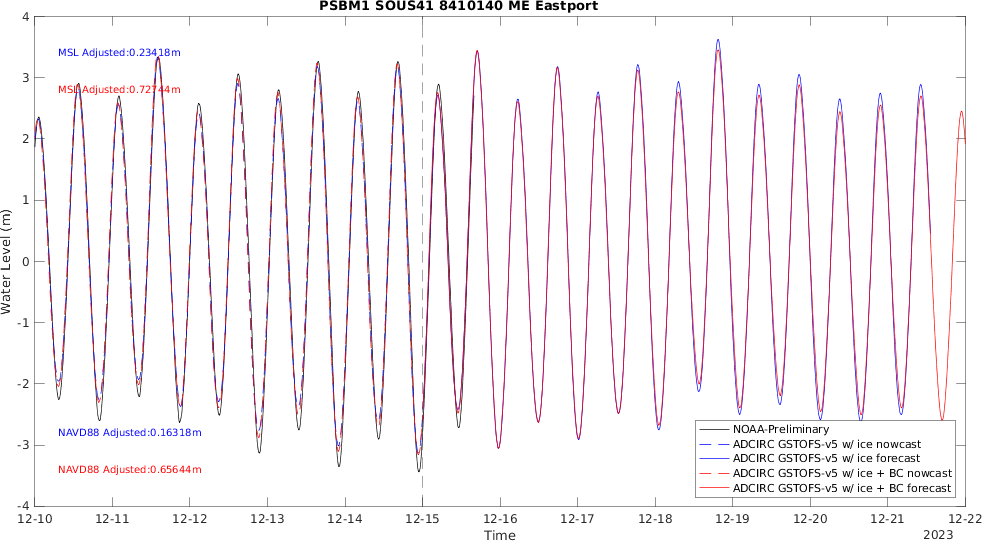 PSBM1 SOUS41 8410140 ME Eastport
4
3
2
1
0
-1
-2
-3
-4
Water Level (m)
MSL Adjusted:0.23418m
MSL Adjusted:0.72744m
NAVD88 Adjusted:0.16318m
NAVD88 Adjusted:0.65644m
NOAA-Preliminary
ADCIRC GSTOFS-v5 w/ ice nowcast
ADCIRC GSTOFS-v5 w/ ice forecast
ADCIRC GSTOFS-v5 w/ ice + BC nowcast
ADCIRC GSTOFS-v5 w/ ice + BC forecast
12-10 12-11 12-12 12-13 12-14 12-15 12-16 12-17 12-18 12-19 12-20 12-21 12-22
Time
2023